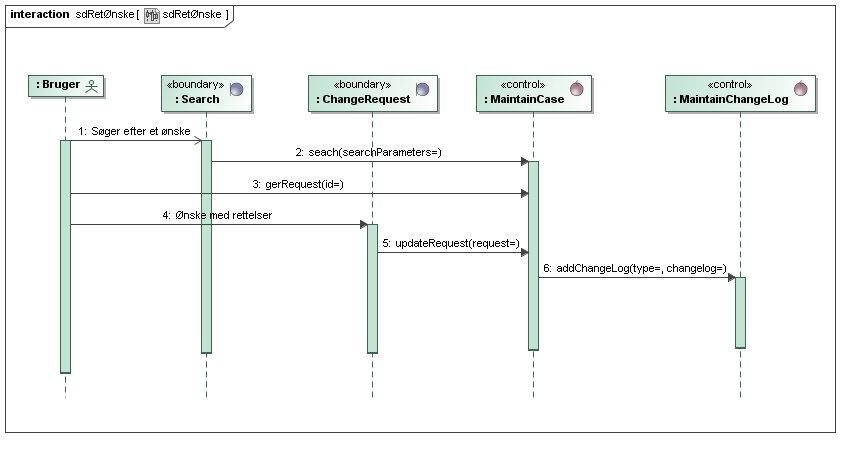 interaction sdRetØnske [ sdRetØnske ]
: Bruger
«boundary»
: Search
«boundary»
: ChangeRequest
«control»
: MaintainCase
«control»
: MaintainChangeLog
1: Søger efter et ønske
2: seach(searchParameters=)
3: gerRequest(id=)
4: Ønske med rettelser
5: updateRequest(request=)
6: addChangeLog(type=, changelog=)